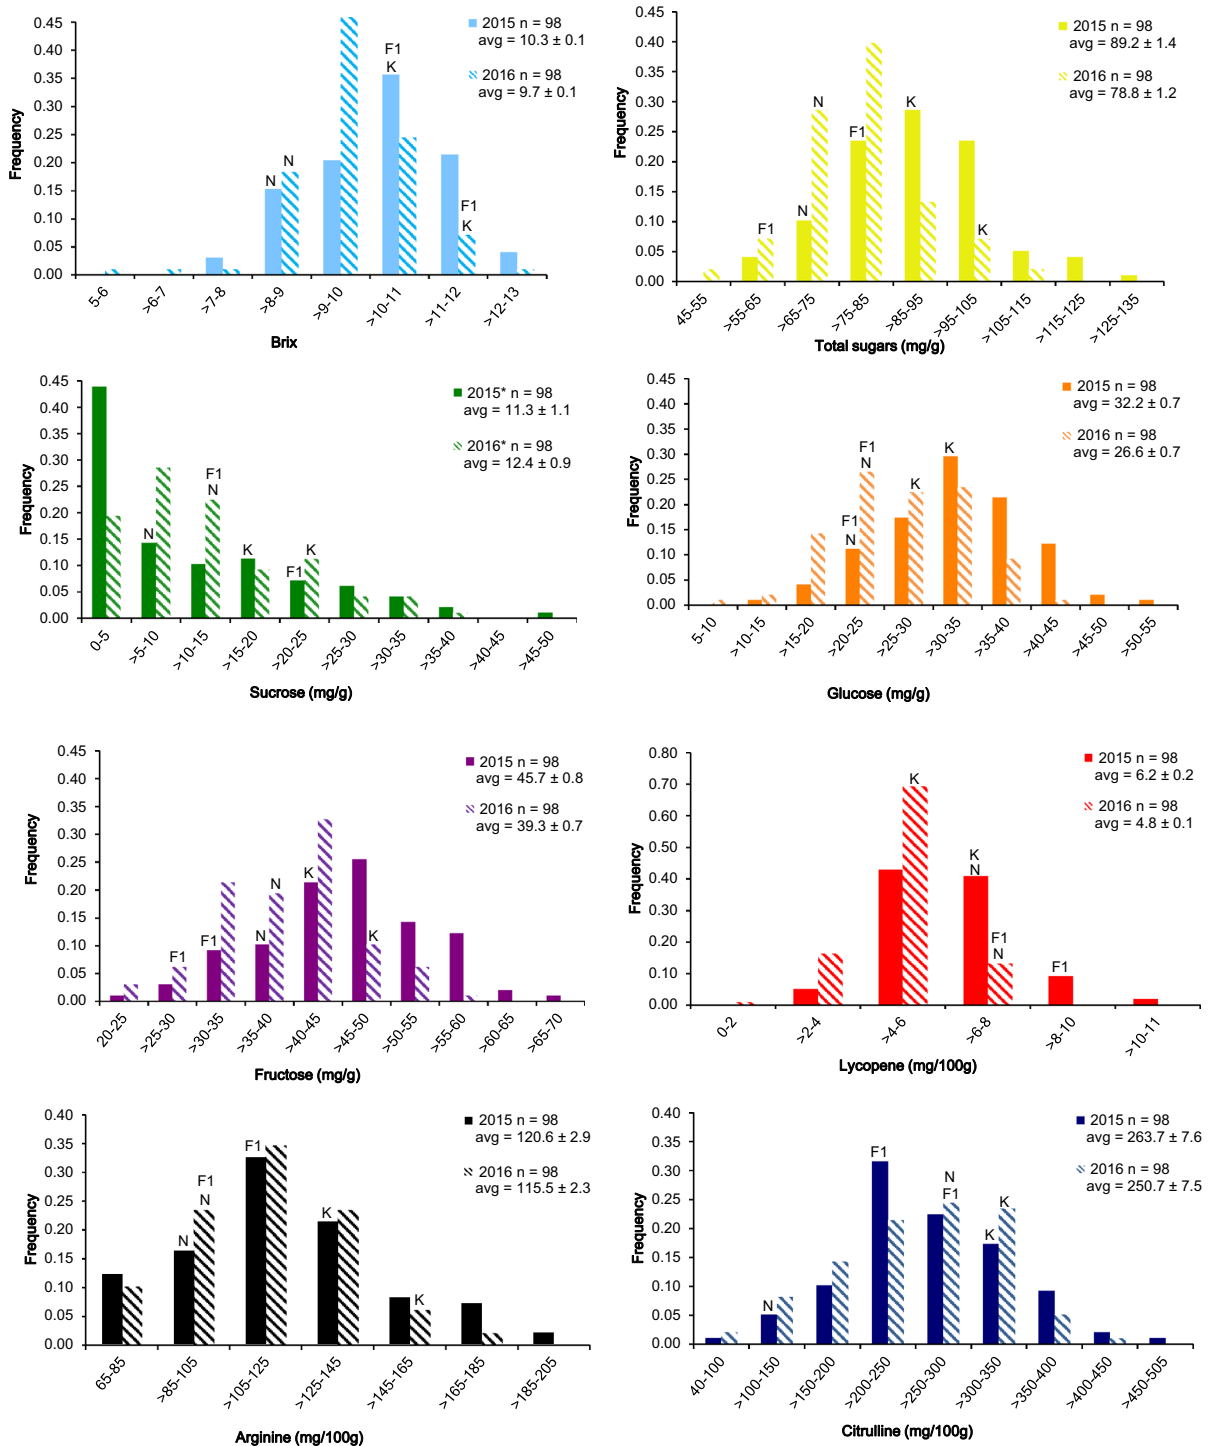 0.45
0.40
0.35
0.30
0.25
0.20
0.15
0.10
0.05
0.00
Frequency
2015 n = 98
avg = 10.3 ± 0.1
2016 n = 98
avg = 9.7 ± 0.1
N
N
F1
K
F1
K
5-6
>6-7
>7-8
>8-9
>9-10
>10-11
>11-12
>12-13
Brix
0.45
0.40
0.35
0.30
0.25
0.20
0.15
0.10
0.05
0.00
Frequency
2015 n = 98
avg = 89.2 ± 1.4
2016 n = 98
avg = 78.8 ± 1.2
F1
N
N
F1
K
K
45-55
>55-65
>65-75
>75-85
>85-95
>95-105
>105-115
>115-125
>125-135
Total sugars (mg/g)
0.45
0.40
0.35
0.30
0.25
0.20
0.15
0.10
0.05
0.00
Frequency
2015* n = 98
avg = 11.3 ± 1.1
2016* n = 98
avg = 12.4 ± 0.9
N
F1
N
K
F1
K
0-5
>5-10
>10-15
>15-20
>20-25
>25-30
>30-35
>35-40
>40-45
>45-50
Sucrose (mg/g)
0.45
0.40
0.35
0.30
0.25
0.20
0.15
0.10
0.05
0.00
Frequency
2015 n = 98
avg = 32.2 ± 0.7
2016 n = 98
avg = 26.6 ± 0.7
F1
N
F1
N
K
K
5-10
>10-15
>15-20
>20-25
>25-30
>30-35
>35-40
>40-45
>45-50
>50-55
Glucose (mg/g)
0.45
0.40
0.35
0.30
0.25
0.20
0.15
0.10
0.05
0.00
Frequency
2015 n = 98
avg = 45.7 ± 0.8
2016 n = 98
avg = 39.3 ± 0.7
F1
F1
N
N
K
K
20-25
>25-30
>30-35
>35-40
>40-45
>45-50
>50-55
>55-60
>60-65
>65-70
Fructose (mg/g)
0.80
0.70
0.60
0.50
0.40
0.30
0.20
0.10
0.00
Frequency
2015 n = 98
avg = 6.2 ± 0.2
2016 n = 98
avg = 4.8 ± 0.1
K
K
N
F1
N
F1
0-2
>2-4
>4-6
>6-8
>8-10
>10-11
Lycopene (mg/100g)
0.40
0.35
0.30
0.25
0.20
0.15
0.10
0.05
0.00
Frequency
2015 n = 98
avg = 120.6 ± 2.9
2016 n = 98
avg = 115.5 ± 2.3
N
F1
N
F1
K
K
65-85
>85-105
>105-125
>125-145
>145-165
>165-185
>185-205
Arginine (mg/100g)
0.40
0.35
0.30
0.25
0.20
0.15
0.10
0.05
0.00
Frequency
2015 n = 98
avg = 263.7 ± 7.6
2016 n = 98
avg = 250.7 ± 7.5
N
F1
N
F1
K
K
40-100
>100-150
>150-200
>200-250
>250-300
>300-350
>350-400
>400-450
>450-505
Citrulline (mg/100g)